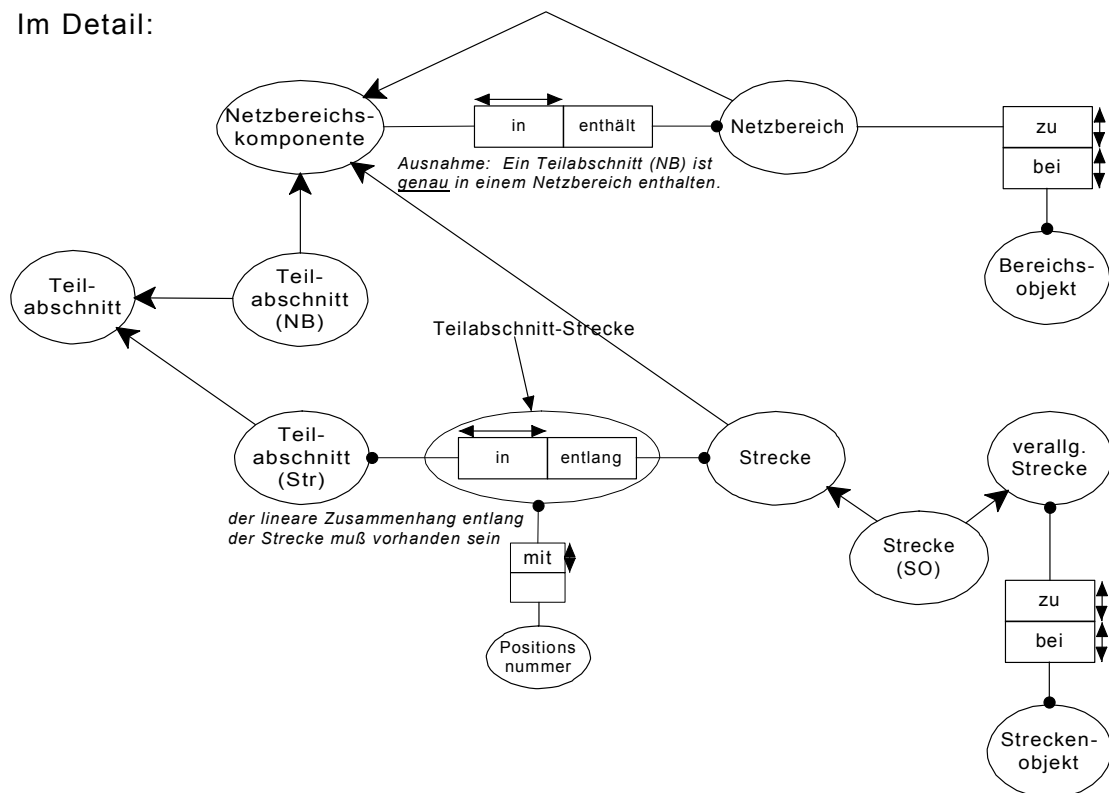 Im Detail:
Netzbereichs-
komponente
in
enthält
Netzbereich
zu
bei
Ausnahme: Ein Teilabschnitt (NB) ist
genau in einem Netzbereich enthalten.
Teil-
abschnitt
Teil-
abschnitt
(NB)
Bereichs-
objekt
Teilabschnitt-Strecke
Teil-
abschnitt
(Str)
in
entlang
Strecke
verallg.
Strecke
der lineare Zusammenhang entlang
der Strecke muß vorhanden sein
mit
Strecke
(SO)
zu
bei
Positions
nummer
Strecken-
objekt